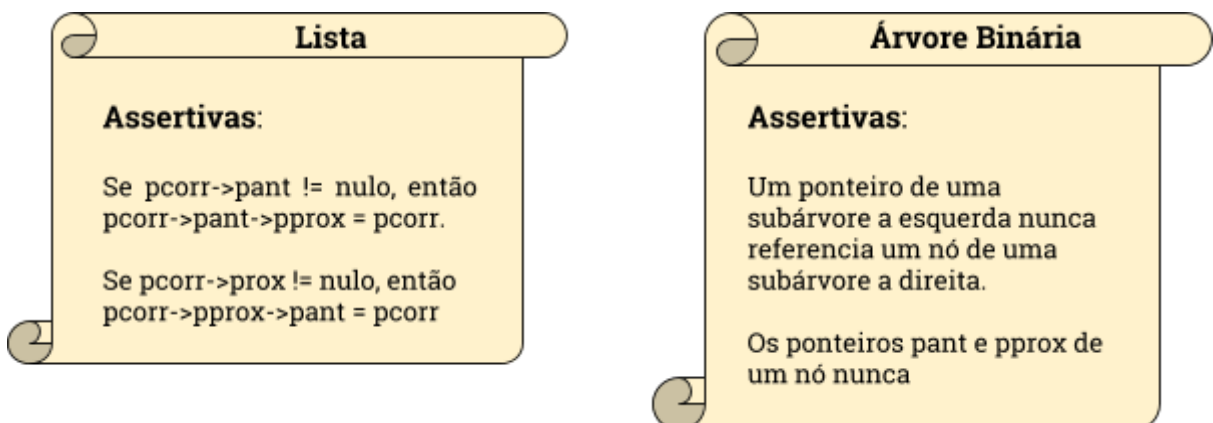 Lista
Assertivas:
Se pcorr->pant != nulo, então
pcorr->pant->pprox = pcorr.
Se pcorr->prox != nulo, então
pcorr->pprox->pant = pcorr
Árvore Binária
Assertivas:
Um ponteiro de uma
subárvore a esquerda nunca
referencia um nó de uma
subárvore a direita.
Os ponteiros pant e pprox de
um nó nunca